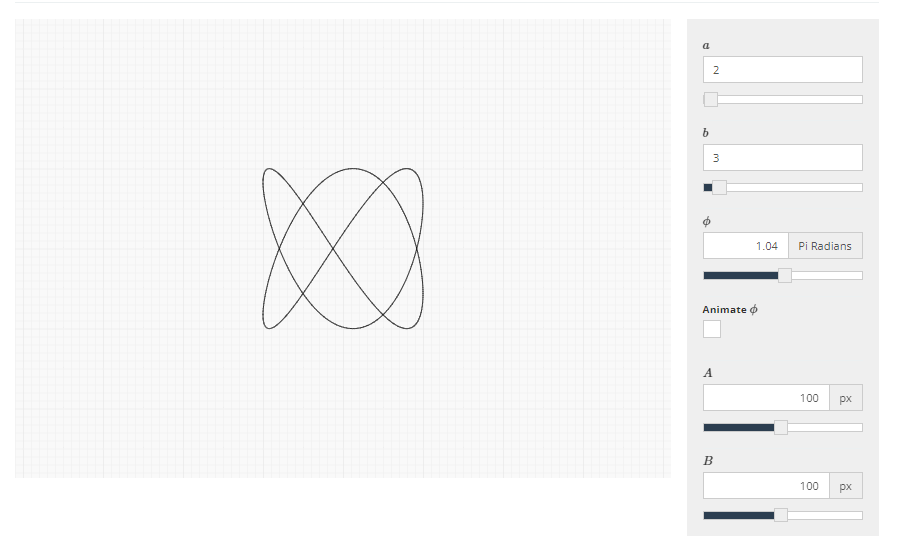 a
2
b
3
ϕ
1.04 Pi Radians
Animate ϕ
A
100 px
B
100 px